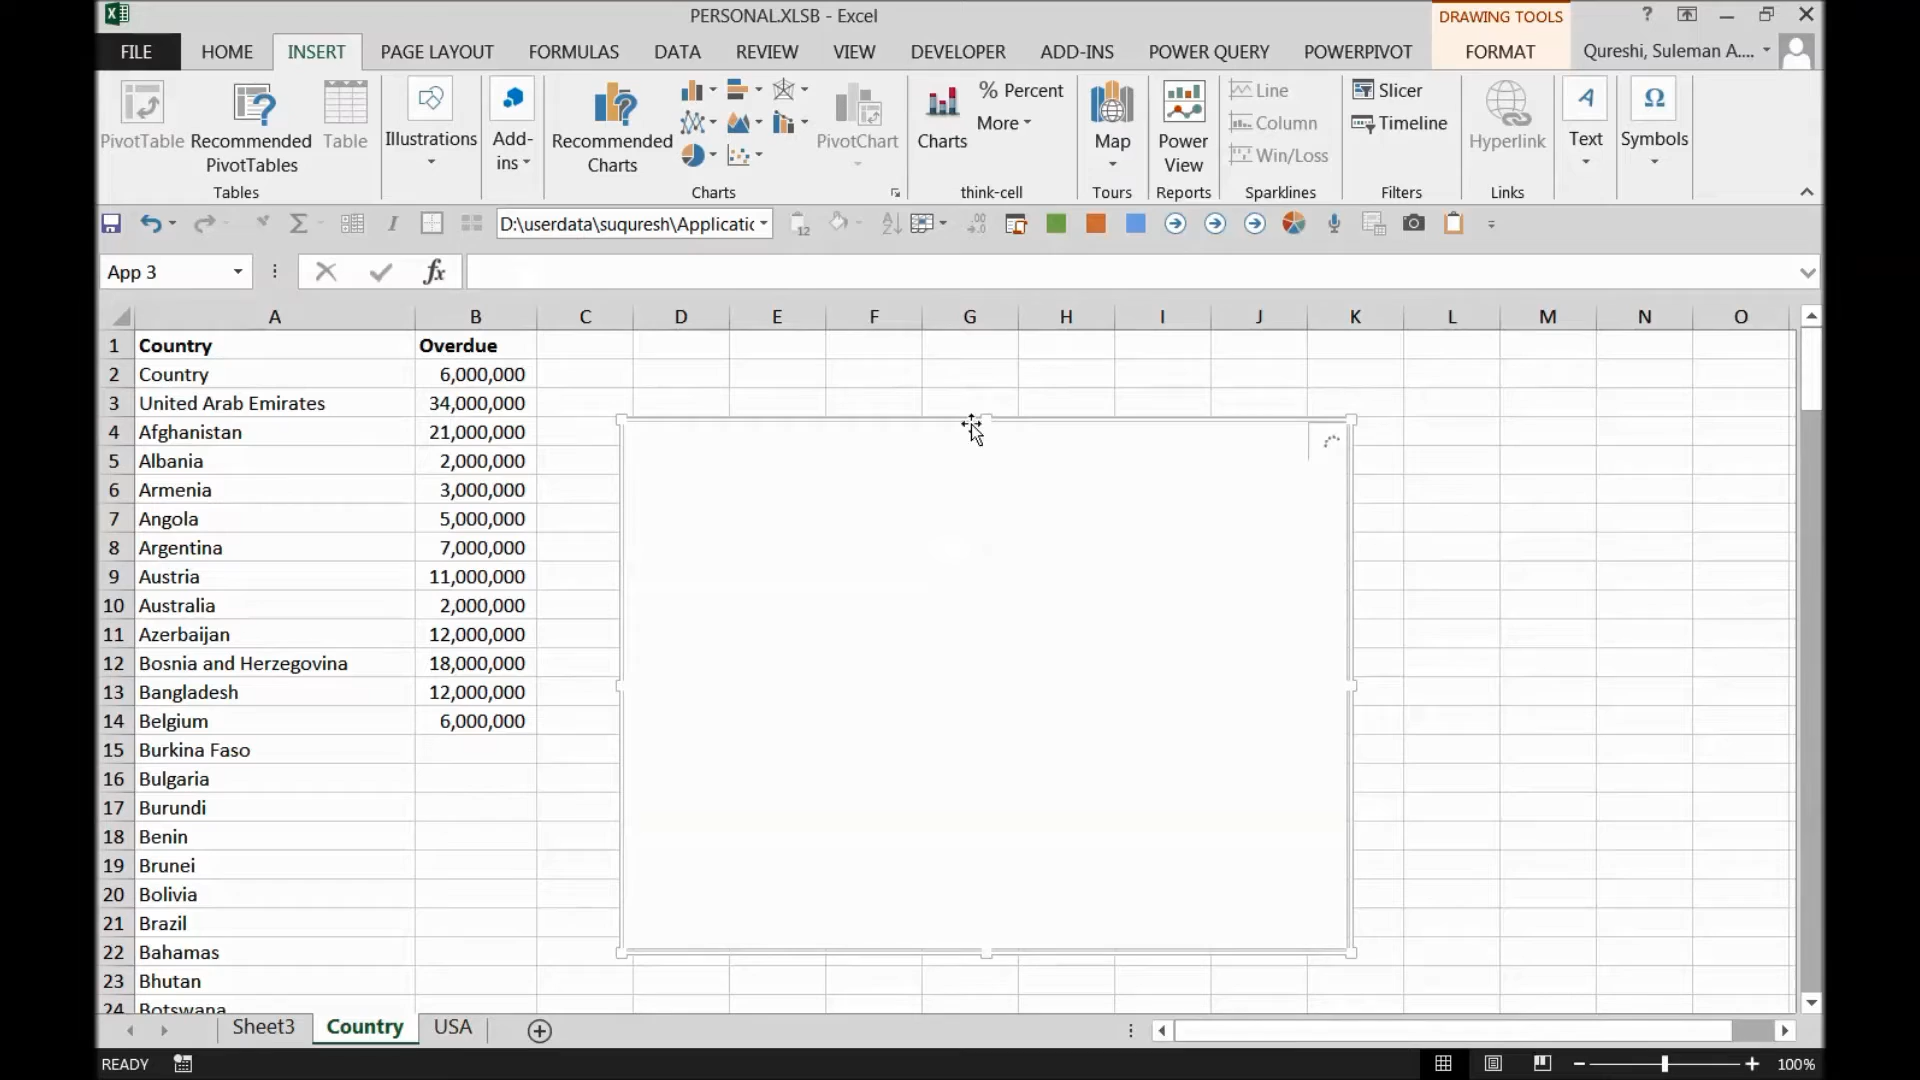 PERSONAL.XLSB - Excel
DRAWING TOOLS
?
FILE HOME INSERT PAGE LAYOUT FORMULAS DATA REVIEW VIEW DEVELOPER ADD-INS POWER QUERY POWERPIVOT FORMAT Qureshi, Suleman A....
PivotTable
Recommended
PivotTables
Table
Tables
Illustrations
Add-
ins
Recommended
Charts
PivotChart
Charts
Charts
% Percent
More
think-cell
Map
Tours
Power
View
Reports
Line
Column
Win/Loss
Sparklines
Slicer
Timeline
Filters
Hyperlink
Links
Text
Symbols
D:\userdata\suquresh\Applicatic
App 3
fx
A B C D E F G H I J K L M N O
1 Country Overdue
2 Country 6,000,000
3 United Arab Emirates 34,000,000
4 Afghanistan 21,000,000
5 Albania 2,000,000
6 Armenia 3,000,000
7 Angola 5,000,000
8 Argentina 7,000,000
9 Austria 11,000,000
10 Australia 2,000,000
11 Azerbaijan 12,000,000
12 Bosnia and Herzegovina 18,000,000
13 Bangladesh 12,000,000
14 Belgium 6,000,000
15 Burkina Faso
16 Bulgaria
17 Burundi
18 Benin
19 Brunei
20 Bolivia
21 Brazil
22 Bahamas
23 Bhutan
24 Botswana
Sheet3 Country USA
READY 100%